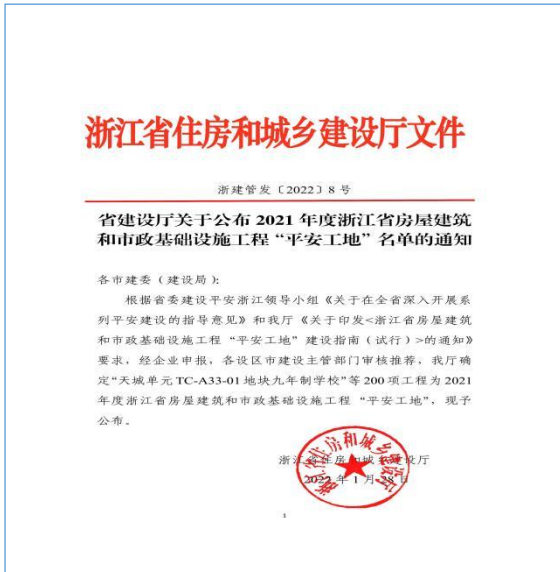 浙江省住房和城乡建设厅文件
浙建管发〔2022〕8号
省建设厅关于公布2021年度浙江省房屋建筑
和市政基础设施工程“平安工地”名单的通知
各市建委（建设局）：
根据省委建设平安浙江领导小组《关于在全省深入开展系
列平安建设的指导意见》和我厅《关于印发<浙江省房屋建筑
和市政基础设施工程“平安工地”建设指南（试行）>的通知》
要求，经企业申报，各设区市建设主管部门审核推荐，我厅确
定“天城单元TC-A33-01地块九年制学校”等200项工程为2021
年度浙江省房屋建筑和市政基础设施工程“平安工地”，现予
公布。
浙江省住房和城乡建设厅
2022年1月28日
浙江省住房和城乡建设厅
1